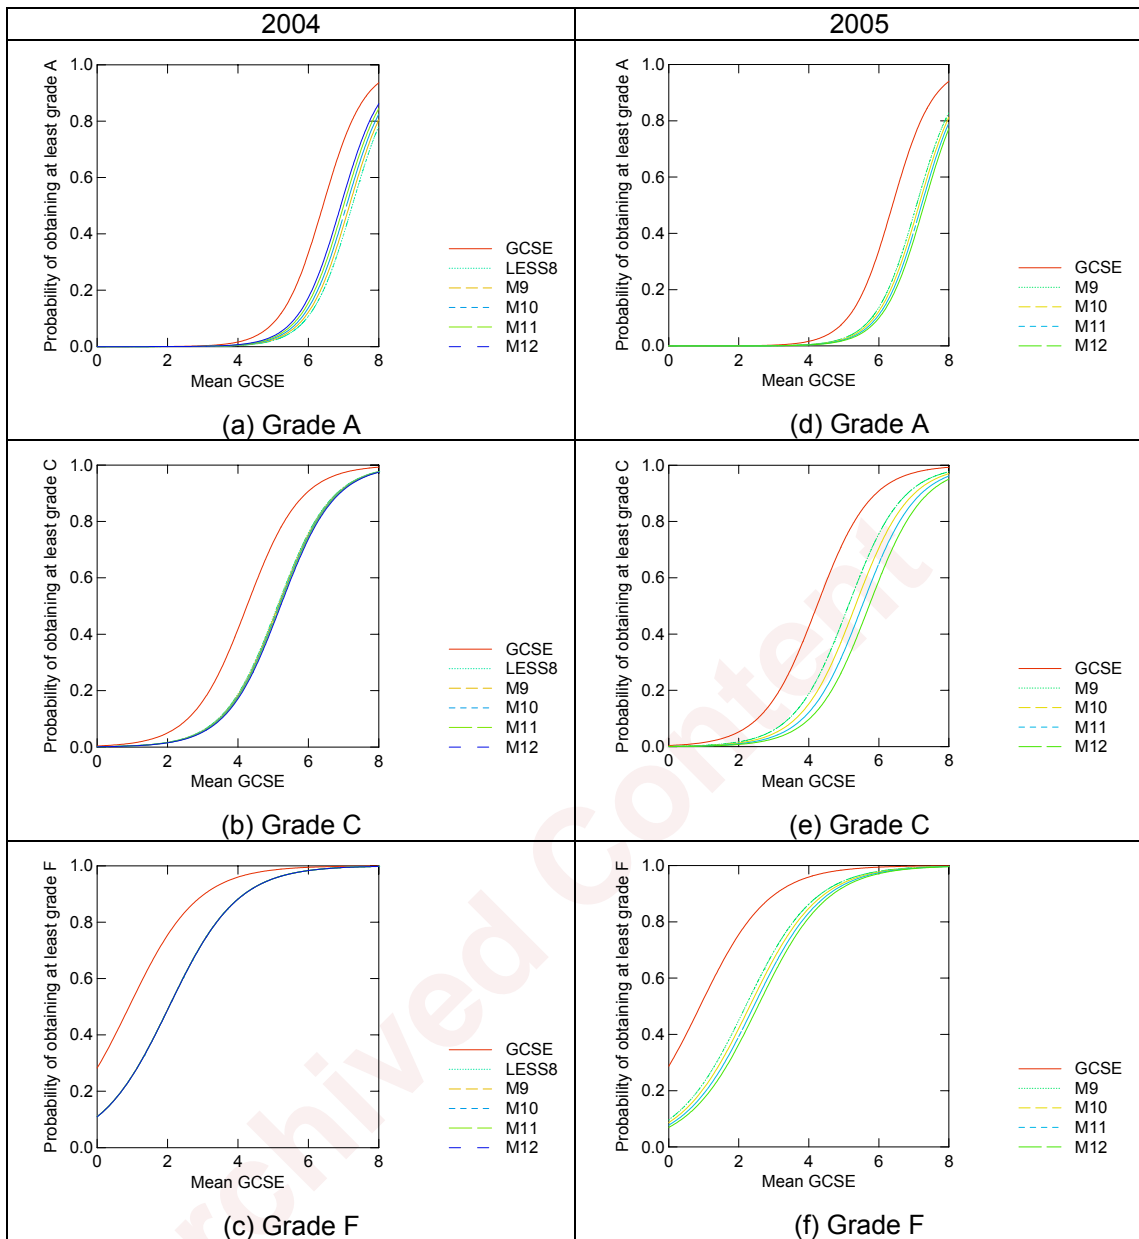 2004
2005
Probability of obtaining at least grade A
1.0
0.8
0.6
0.4
0.2
0.0
0
2
4
6
8
Mean GCSE
GCSE
LESS8
M9
M10
M11
M12
(a) Grade A
Probability of obtaining at least grade A
1.0
0.8
0.6
0.4
0.2
0.0
0
2
4
6
8
Mean GCSE
GCSE
M9
M10
M11
M12
(d) Grade A
Probability of obtaining at least grade C
1.0
0.8
0.6
0.4
0.2
0.0
0
2
4
6
8
Mean GCSE
GCSE
LESS8
M9
M10
M11
M12
(b) Grade C
Probability of obtaining at least grade C
1.0
0.8
0.6
0.4
0.2
0.0
0
2
4
6
8
Mean GCSE
GCSE
M9
M10
M11
M12
(e) Grade C
Probability of obtaining at least grade F
1.0
0.8
0.6
0.4
0.2
0.0
0
2
4
6
8
Mean GCSE
GCSE
LESS8
M9
M10
M11
M12
(c) Grade F
Probability of obtaining at least grade F
1.0
0.8
0.6
0.4
0.2
0.0
0
2
4
6
8
Mean GCSE
GCSE
M9
M10
M11
M12
(f) Grade F
rchived Content